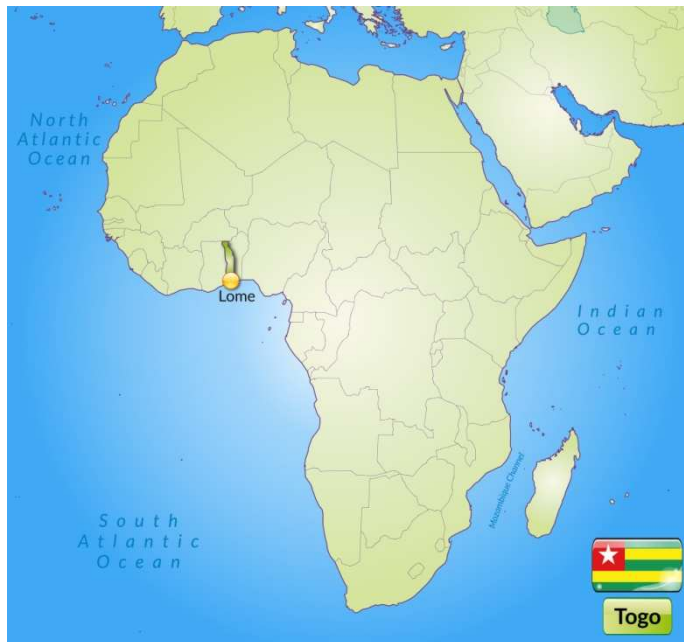 North
Atlantic
Ocean
Lome
Indian
Ocean
Mozambique Channel
South
Atlantic
Ocean
Togo